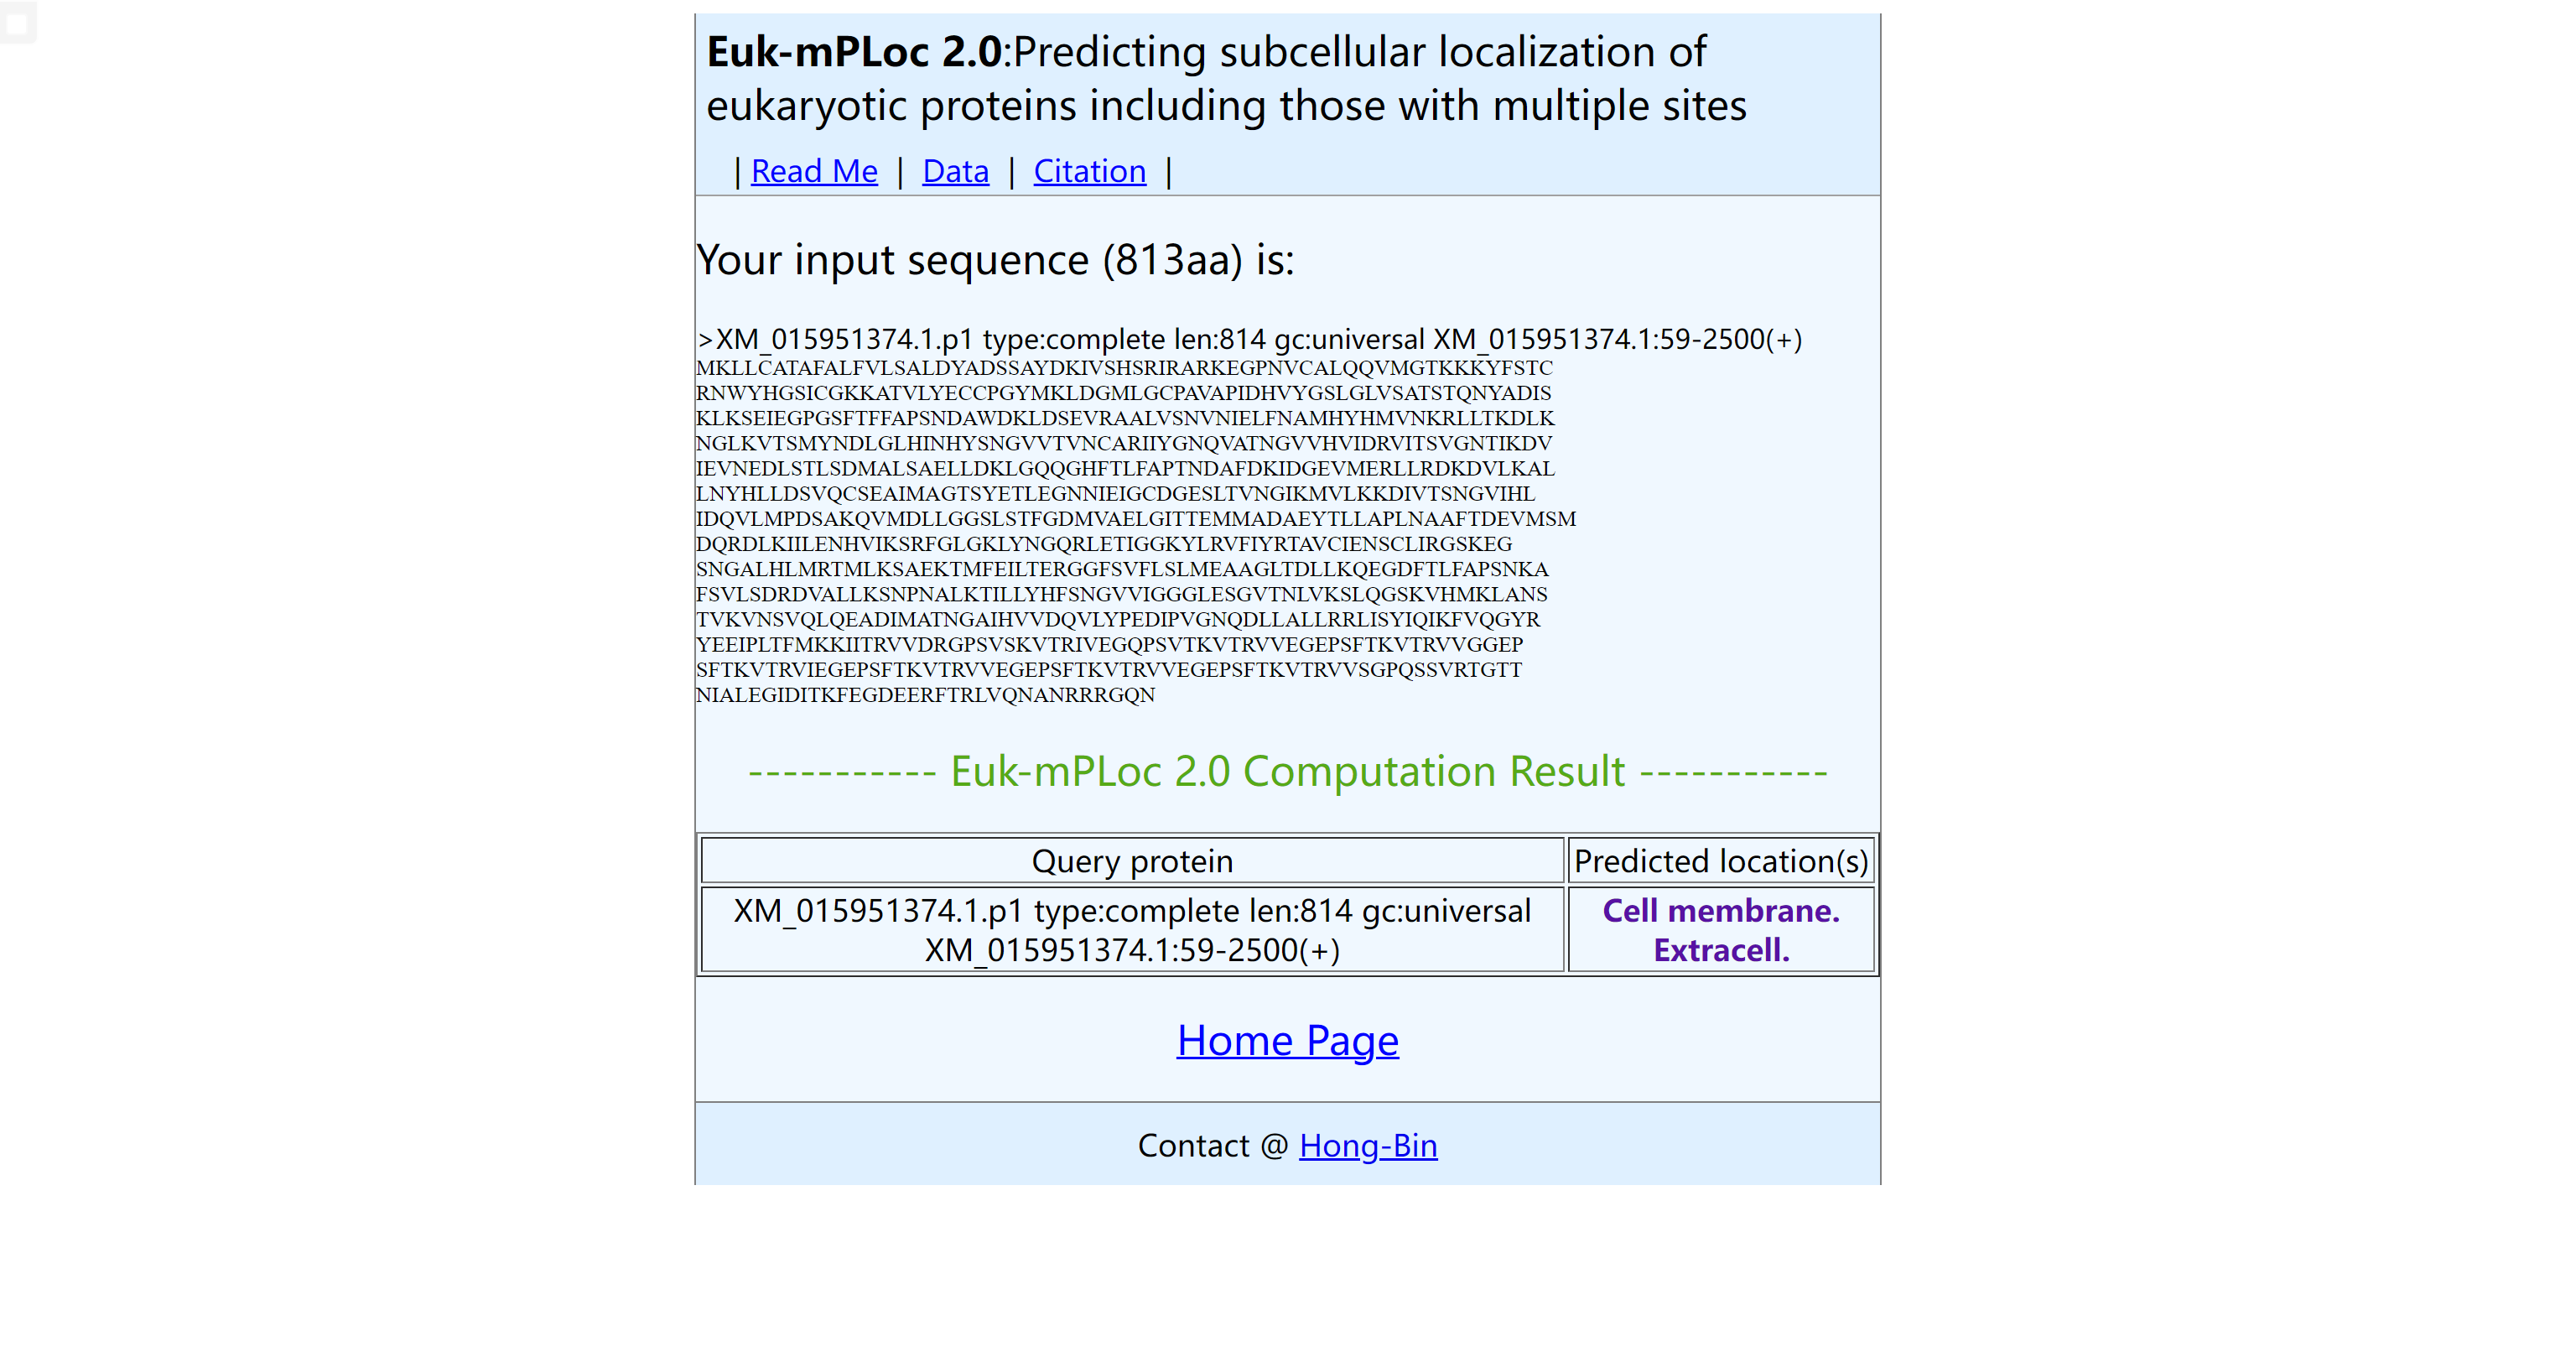 Euk-mPLoc 2.0:Predicting subcellular localization of
eukaryotic proteins including those with multiple sites
| Read Me | Data | Citation |
Your input sequence (813aa) is:
>XM_015951374.1.p1 type:complete len:814 gc:universal XM_015951374.1:59-2500(+)
MKLLCATAFALFVLSALDYADSSAYDKIVSHSRIRARKEGPNVCALQQVMGTKKKYFSTC
RNWYHGSICGKKATVLYECCPGYMKLDGMLGCPAVAPIDHVYGSLGLVSATSTQNYADIS
KLKSEIEGPGSFTFFAPSNDAWDKLDSEVRAALVSNVNIELFNAMHYHMVNKRLLTKDLK
NGLKVTSMYNDLGLHINHYSNGVVTVNCARIIYGNQVATNGVVHVIDRVITSVGNTIKDV
IEVNEDLSTLSDMALSAELLDKLGQQGHFTLFAPTNDAFDKIDGEVMERLLRDKDVLKAL
LNYHLLDSVQCSEAIMAGTSYETLEGNNIEIGCDGESLTVNGIKMVLKKDIVTSNGVIHL
IDQVLMPDSAKQVMDLLGGSLSTFGDMVAELGITTEMMADAEYTLLAPLNAAFTDEVMSM
DQRDLKIILENHVIKSRFGLGKLYNGQRLETIGGKYLRVFIYRTAVCIENSCLIRGSKEG
SNGALHLMRTMLKSAEKTMFEILTERGGFSVFLSLMEAAGLTDLLKQEGDFTLFAPSNKA
FSVLSDRDVALLKSNPNALKTILLYHFSNGVVIGGGLESGVTNLVKSLQGSKVHMKLANS
TVKVNSVQLQEADIMATNGAIHVVDQVLYPEDIPVGNQDLLALLRRLISYIQIKFVQGYR
YEEIPLTFMKKIITRVVDRGPSVSKVTRIVEGQPSVTKVTRVVEGEPSFTKVTRVVGGEP
SFTKVTRVIEGEPSFTKVTRVVEGEPSFTKVTRVVEGEPSFTKVTRVVSGPQSSVRTGTT
NIALEGIDITKFEGDEERFTRLVQNANRRRGQN
----------- Euk-mPLoc 2.0 Computation Result -----------
Query protein
Predicted location(s)
XM_015951374.1.p1 type:complete len:814 gc:universal
XM_015951374.1:59-2500(+)
Cell membrane.
Extracell.
Home Page
Contact @ Hong-Bin